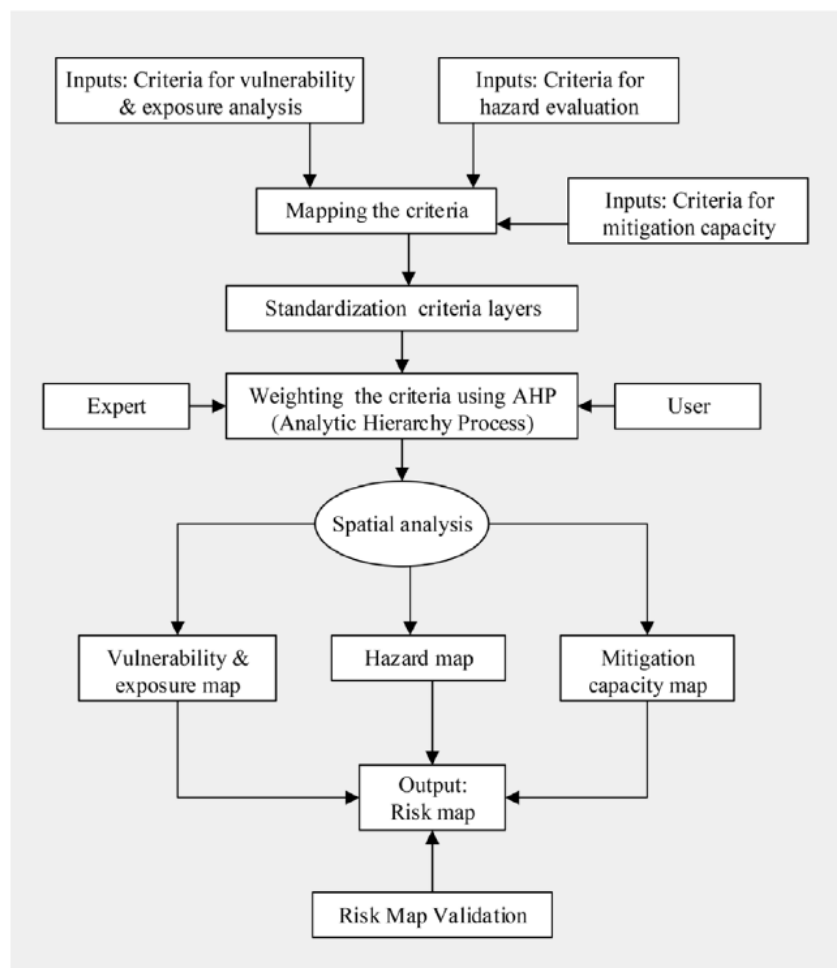 Inputs: Criteria for vulnerability
& exposure analysis
Inputs: Criteria for
hazard evaluation
Mapping the criteria
Inputs: Criteria for
mitigation capacity
Standardization criteria layers
Expert
Weighting the criteria using AHP
(Analytic Hierarchy Process)
User
Spatial analysis
Vulnerability &
exposure map
Hazard map
Mitigation
capacity map
Output:
Risk map
Risk Map Validation